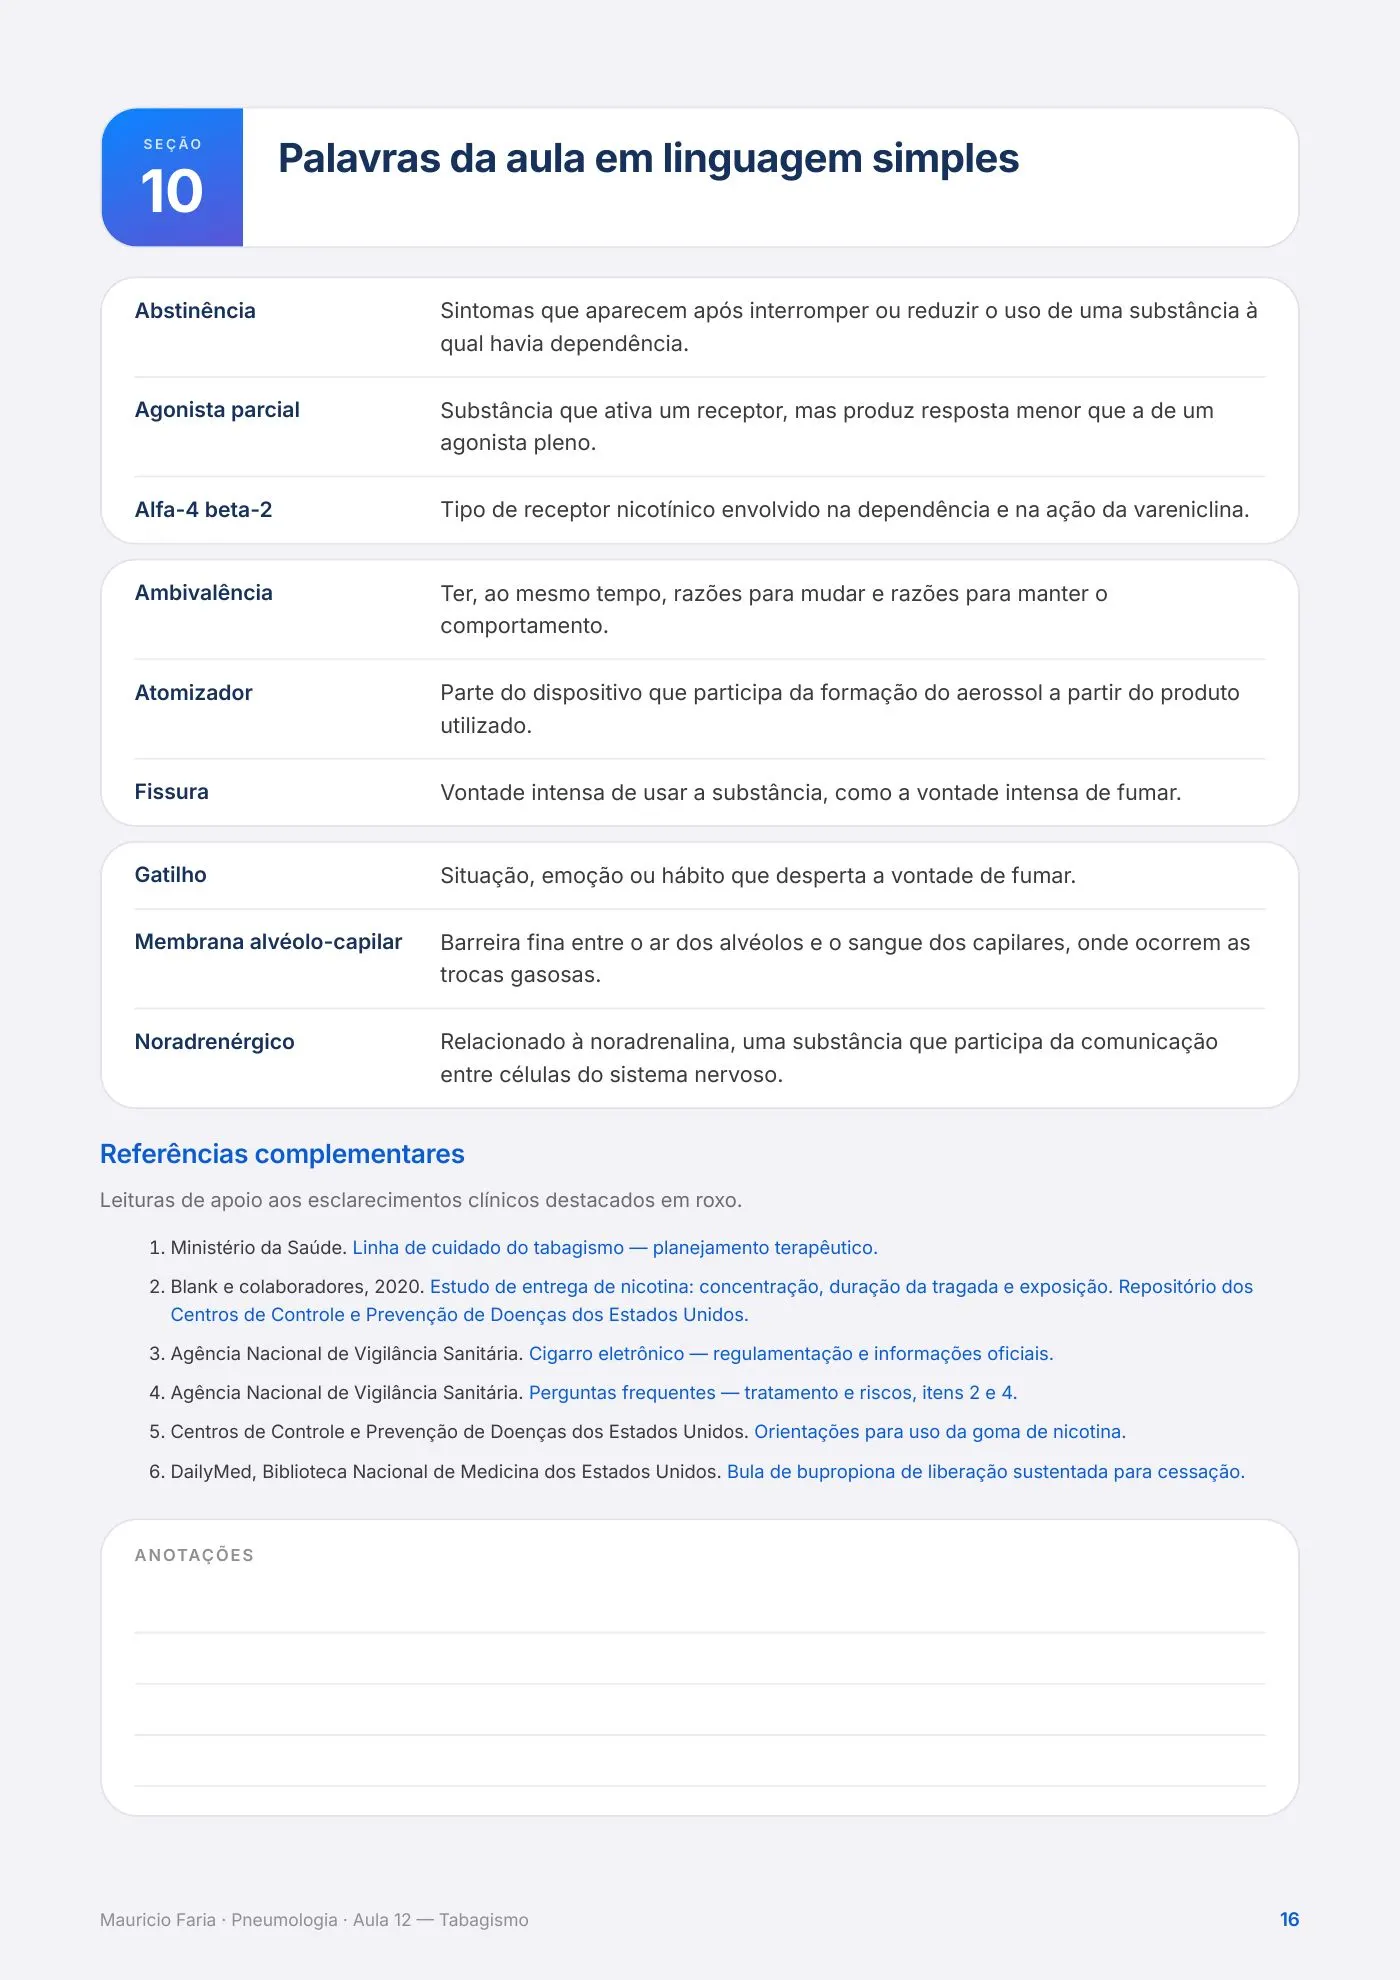 SEÇÃO
10
Palavras da aula em linguagem simples
Abstinência
Sintomas que aparecem após interromper ou reduzir o uso de uma substância à
qual havia dependência.
Agonista parcial
Substância que ativa um receptor, mas produz resposta menor que a de um
agonista pleno.
Alfa-4 beta-2
Tipo de receptor nicotínico envolvido na dependência e na ação da vareniclina.
Ambivalência
Ter, ao mesmo tempo, razões para mudar e razões para manter o
comportamento.
Atomizador
Parte do dispositivo que participa da formação do aerossol a partir do produto
utilizado.
Fissura
Vontade intensa de usar a substância, como a vontade intensa de fumar.
Gatilho
Situação, emoção ou hábito que desperta a vontade de fumar.
Membrana alvéolo-capilar
Barreira fina entre o ar dos alvéolos e o sangue dos capilares, onde ocorrem as
trocas gasosas.
Noradrenérgico
Relacionado à noradrenalina, uma substância que participa da comunicação
entre células do sistema nervoso.
Referências complementares
Leituras de apoio aos esclarecimentos clínicos destacados em roxo.
1. Ministério da Saúde. Linha de cuidado do tabagismo — planejamento terapêutico.
2. Blank e colaboradores, 2020. Estudo de entrega de nicotina: concentração, duração da tragada e exposição. Repositório dos
Centros de Controle e Prevenção de Doenças dos Estados Unidos.
3. Agência Nacional de Vigilância Sanitária. Cigarro eletrônico — regulamentação e informações oficiais.
4. Agência Nacional de Vigilância Sanitária. Perguntas frequentes — tratamento e riscos, itens 2 e 4.
5. Centros de Controle e Prevenção de Doenças dos Estados Unidos. Orientações para uso da goma de nicotina.
6. DailyMed, Biblioteca Nacional de Medicina dos Estados Unidos. Bula de bupropiona de liberação sustentada para cessação.
ANOTAÇÕES
Mauricio Faria · Pneumologia · Aula 12 — Tabagismo
16